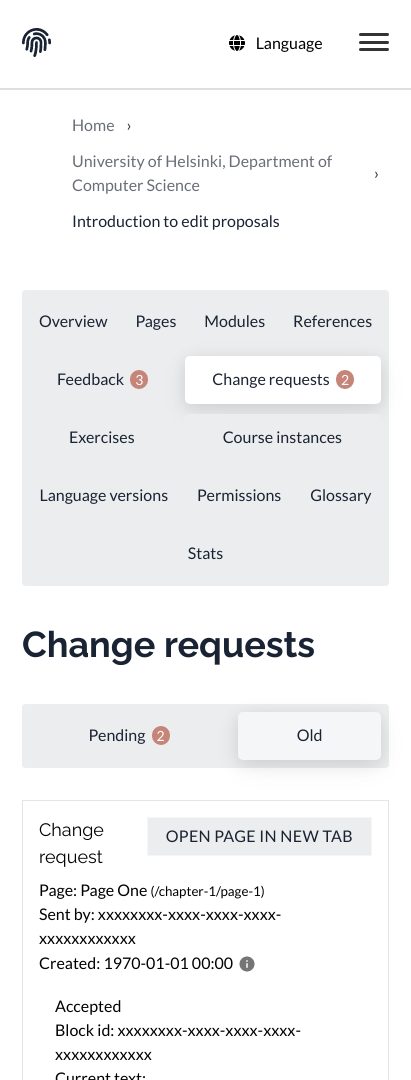 Language
Home ›
University of Helsinki, Department of
Computer Science ›
Introduction to edit proposals
Overview Pages Modules References
Feedback 3 Change requests 2
Exercises Course instances
Language versions Permissions Glossary
Stats
Change requests
Pending 2 Old
Change
request
OPEN PAGE IN NEW TAB
Page: Page One (/chapter-1/page-1)
Sent by: xxxxxxxx-xxxx-xxxx-xxxx-
xxxxxxxxxxxx
Created: 1970-01-01 00:00
Accepted
Block id: xxxxxxxx-xxxx-xxxx-xxxx-
xxxxxxxxxxxx
Current text: